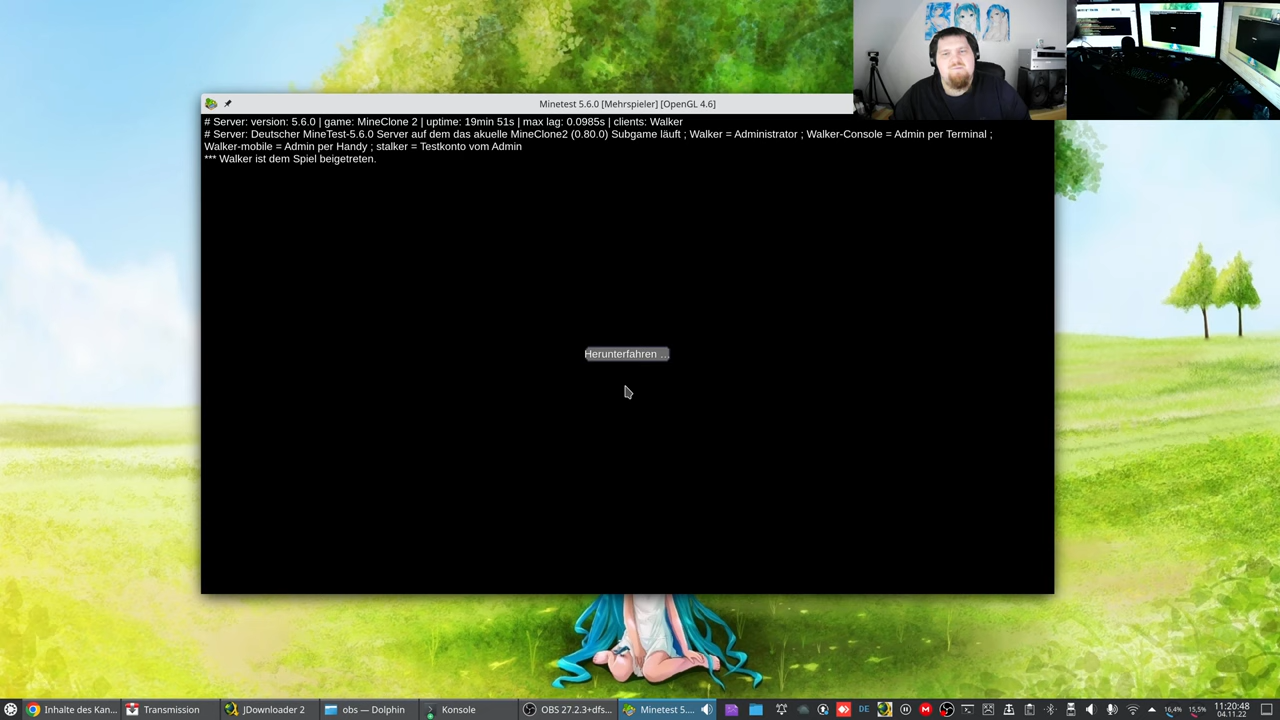 Minetest 5.6.0 [Mehrspieler] [OpenGL 4.6]
# Server: version: 5.6.0 | game: MineClone 2 | uptime: 19min 51s | max lag: 0.0985s | clients: Walker
# Server: Deutscher MineTest-5.6.0 Server auf dem das akuelle MineClone2 (0.80.0) Subgame läuft ; Walker = Administrator ; Walker-Console = Admin per Terminal ;
Walker-mobile = Admin per Handy ; stalker = Testkonto vom Admin
*** Walker ist dem Spiel beigetreten.
Herunterfahren ...
Inhalte des Kan...
Transmission
JDownloader 2
obs — Dolphin
Konsole
OBS 27.2.3+dfs...
Minetest 5....
DE
16,4%
15,5%
11:20:48
04.11.22